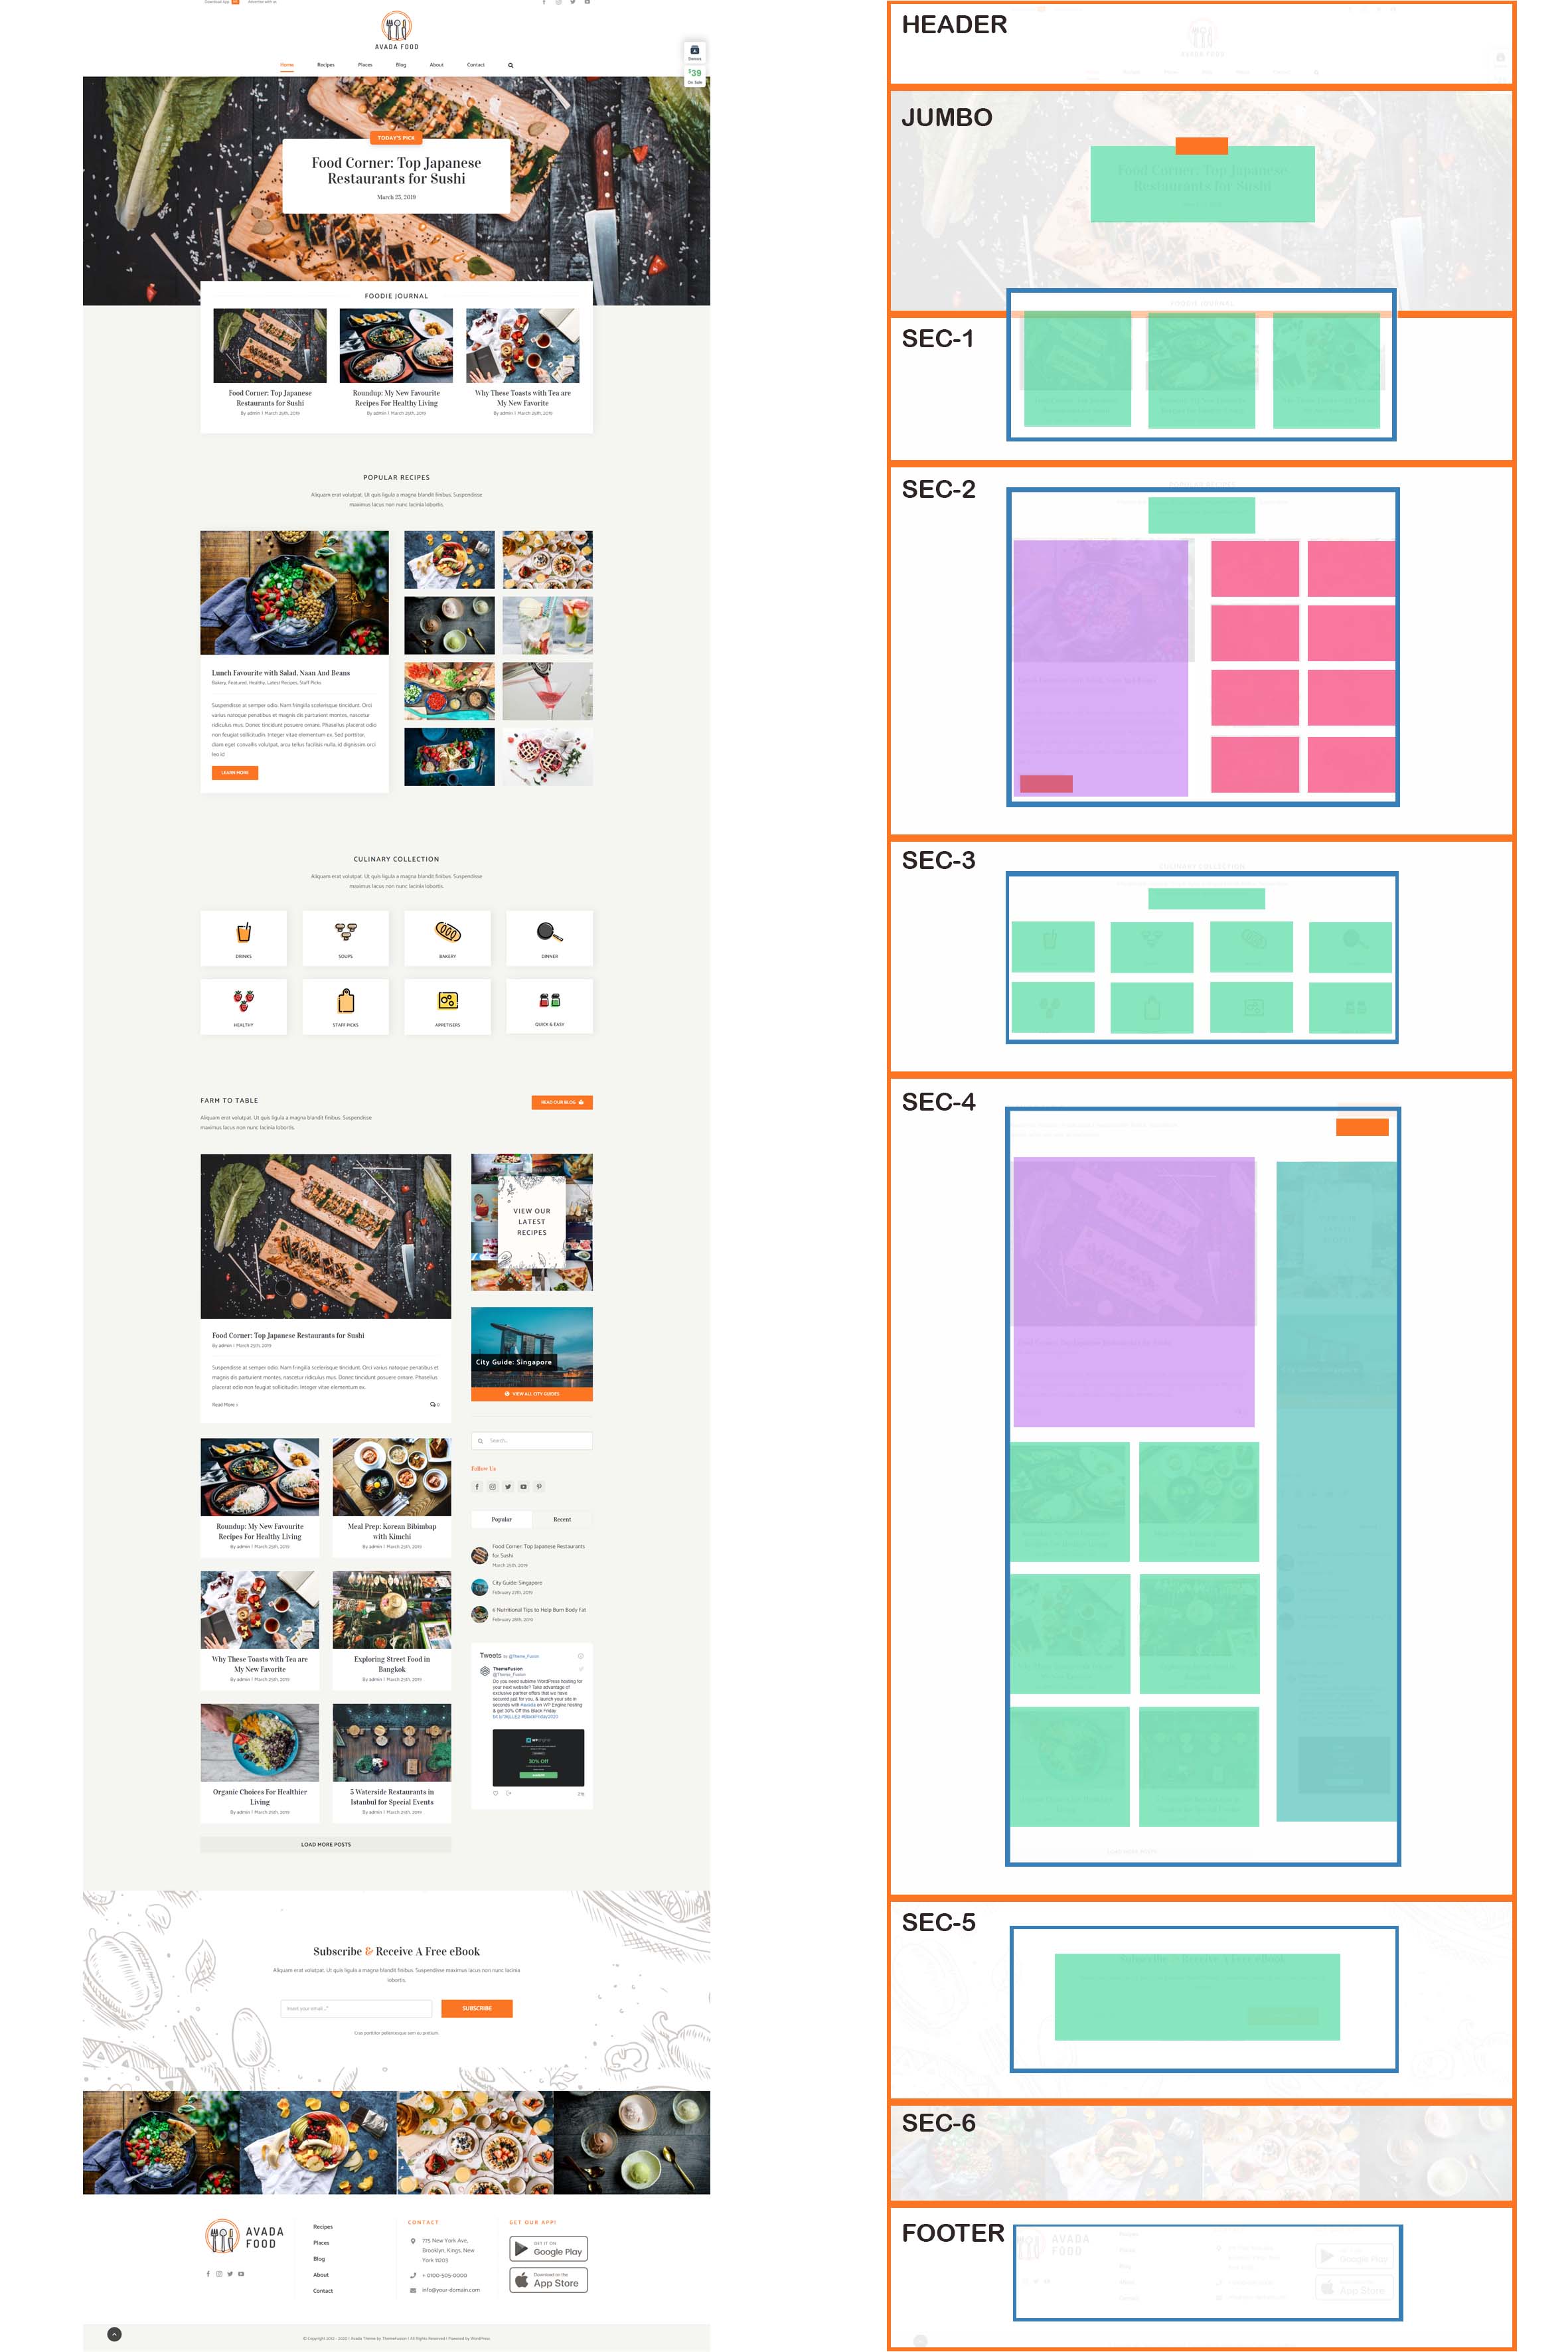 Download App
Advertise with us
AVADA FOOD
Home
Recipes
Places
Blog
About
Contact
Demos
$39
On Sale
TODAY'S PICK
Food Corner: Top Japanese
Restaurants for Sushi
March 25, 2019
FOODIE JOURNAL
Food Corner: Top Japanese
Restaurants for Sushi
By admin | March 25th, 2019
Roundup: My New Favourite
Recipes For Healthy Living
By admin | March 25th, 2019
Why These Toasts with Tea are
My New Favorite
By admin | March 25th, 2019
POPULAR RECIPES
Aliquam erat volutpat. Ut quis ligula a magna blandit finibus. Suspendisse
maximus lacus non nunc lacinia lobortis.
Lunch Favourite with Salad, Naan And Beans
Bakery, Featured, Healthy, Latest Recipes, Staff Picks
Suspendisse at semper odio. Nam fringilla scelerisque tincidunt. Orci
varius natoque penatibus et magnis dis parturient montes, nascetur
ridiculus mus. Donec tincidunt posuere ornare. Phasellus placerat odio
non feugiat sollicitudin. Integer vitae elementum ex. Sed porttitor,
diam eget convallis volutpat, arcu tellus facilisis nulla, id dignissim orci
leo id
LEARN MORE
CULINARY COLLECTION
Aliquam erat volutpat. Ut quis ligula a magna blandit finibus. Suspendisse
maximus lacus non nunc lacinia lobortis.
DRINKS
SOUPS
BAKERY
DINNER
HEALTHY
STAFF PICKS
APPETISERS
QUICK & EASY
FARM TO TABLE
READ OUR BLOG
Aliquam erat volutpat. Ut quis ligula a magna blandit finibus. Suspendisse
maximus lacus non nunc lacinia lobortis.
Food Corner: Top Japanese Restaurants for Sushi
By admin | March 25th, 2019
Suspendisse at semper odio. Nam fringilla scelerisque tincidunt. Orci varius natoque penatibus et
magnis dis parturient montes, nascetur ridiculus mus. Donec tincidunt posuere ornare. Phasellus
placerat odio non feugiat sollicitudin. Integer vitae elementum ex.
Read More >
0
Roundup: My New Favourite
Recipes For Healthy Living
By admin | March 25th, 2019
Meal Prep: Korean Bibimbap
with Kimchi
By admin | March 25th, 2019
Why These Toasts with Tea are
My New Favorite
By admin | March 25th, 2019
Exploring Street Food in
Bangkok
By admin | March 25th, 2019
Organic Choices For Healthier
Living
By admin | March 25th, 2019
5 Waterside Restaurants in
Istanbul for Special Events
By admin | March 25th, 2019
LOAD MORE POSTS
VIEW OUR
LATEST
RECIPES
City Guide: Singapore
VIEW ALL CITY GUIDES
Search...
Follow Us
Popular
Recent
Food Corner: Top Japanese Restaurants
for Sushi
March 25th, 2019
City Guide: Singapore
February 27th, 2019
6 Nutritional Tips to Help Burn Body Fat
February 26th, 2019
Tweets by @Theme_Fusion
ThemeFusion
@Theme_Fusion
Do you need sublime WordPress hosting for
your next website? Take advantage of
exclusive partner offers that we have
secured just for you, & launch your site in
seconds with #avada on WP Engine hosting
& get 30% Off this Black Friday
30% Off
Subscribe & Receive A Free eBook
Aliquam erat volutpat. Ut quis ligula a magna blandit finibus. Suspendisse maximus lacus non nunc lacinia
lobortis.
Insert your email...*
SUBSCRIBE
Cras porttitor pellentesque sem eu pretium.
AVADA
FOOD
Recipes
Places
Blog
About
Contact
CONTACT
775 New York Ave,
Brooklyn, Kings, New
York 11203
+ 0100-505-0000
info@your-domain.com
GET OUR APP!
GET IT ON
Google Play
Download on the
App Store
© Copyright 2012 - 2020 | Avada Theme by ThemeFusion | All Rights Reserved | Powered by WordPress
HEADER
JUMBO
Food Corner: Top Japanese
Restaurants for Sushi
FOODIE JOURNAL
SEC-1
SEC-2
SEC-3
SEC-4
SEC-5
Subscribe & Receive A Free eBook
SEC-6
FOOTER
AVADA
FOOD
Google Play
App Store